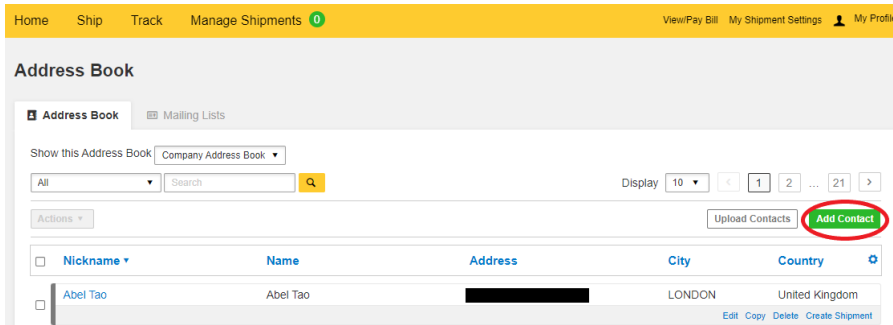 Home Ship Track Manage Shipments 0 View/Pay Bill My Shipment Settings My Profile
Address Book
Address Book Mailing Lists
Show this Address Book Company Address Book
All Search Display 10 1 2 ... 21
Actions Upload Contacts Add Contact
Nickname Name Address City Country
Abel Tao Abel Tao LONDON United Kingdom
Edit Copy Delete Create Shipment